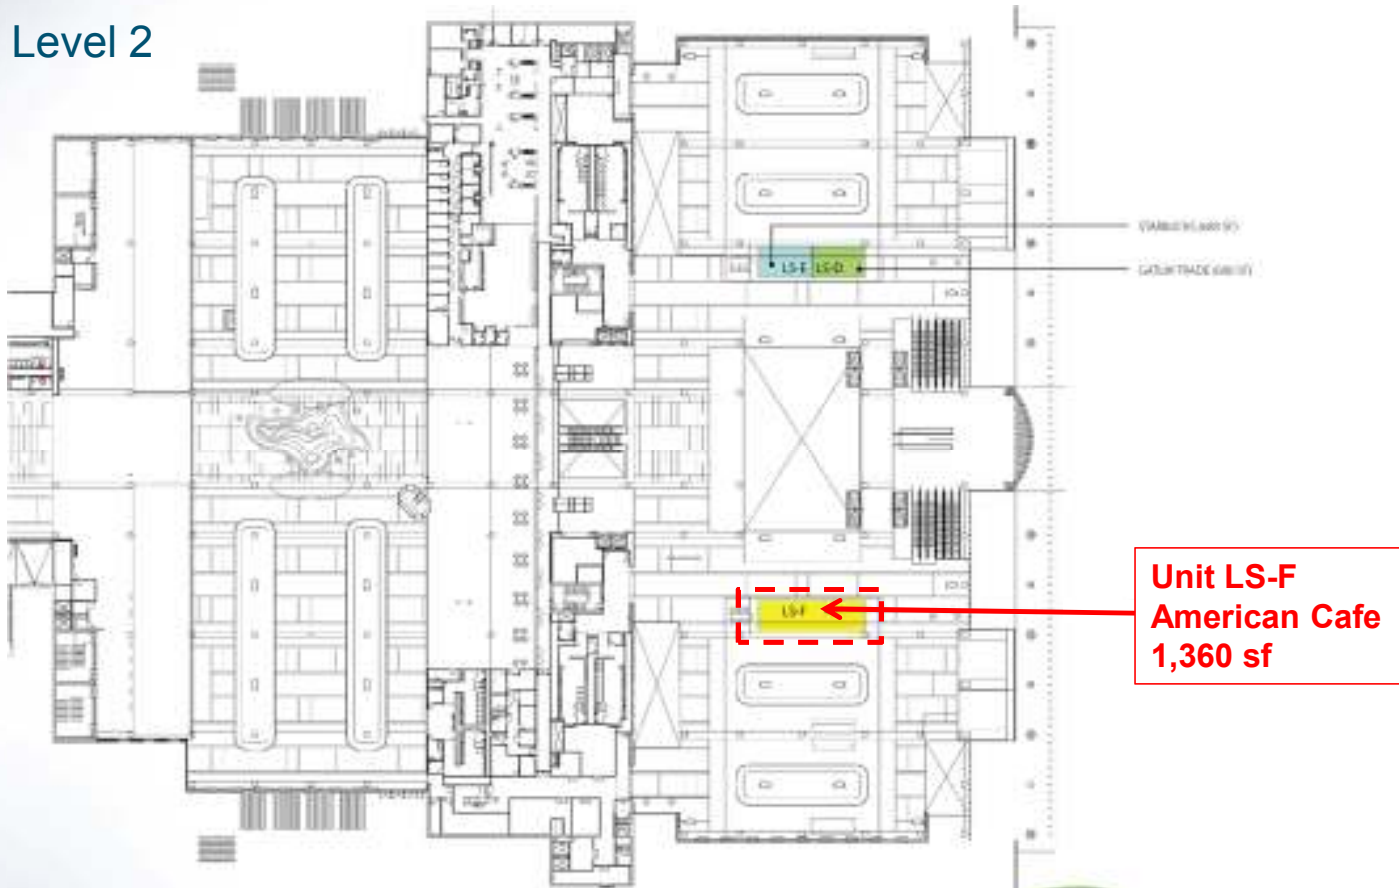 Level 2
LS-E LS-D
LS-F
Unit LS-F
American Cafe
1,360 sf